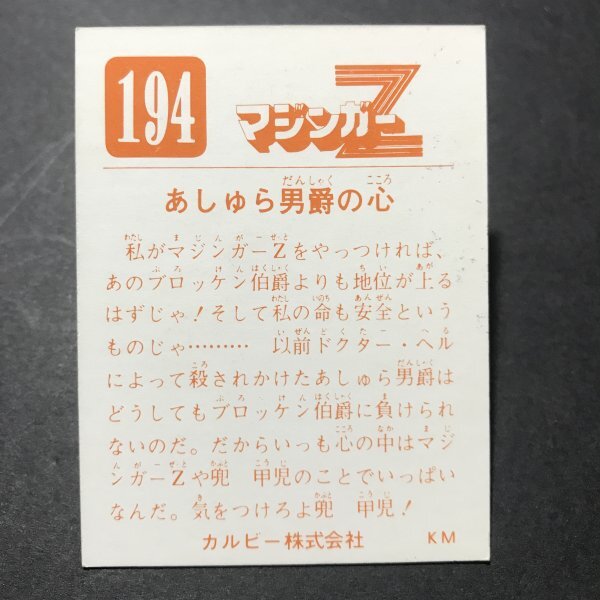 194
マジンガーZ
あしゅら男爵の心
私がマジンガーZをやっつければ、
あのブロッケン伯爵よりも地位が上る
はずじゃ！そして私の命も安全という
ものじゃ……… 以前ドクター・ヘル
によって殺されかけたあしゅら男爵は
どうしてもブロッケン伯爵に負けられ
ないのだ。だからいつも心の中はマジ
ンガーZや兜 甲児のことでいっぱい
なんだ。気をつけろよ兜 甲児！
カルビー株式会社 KM